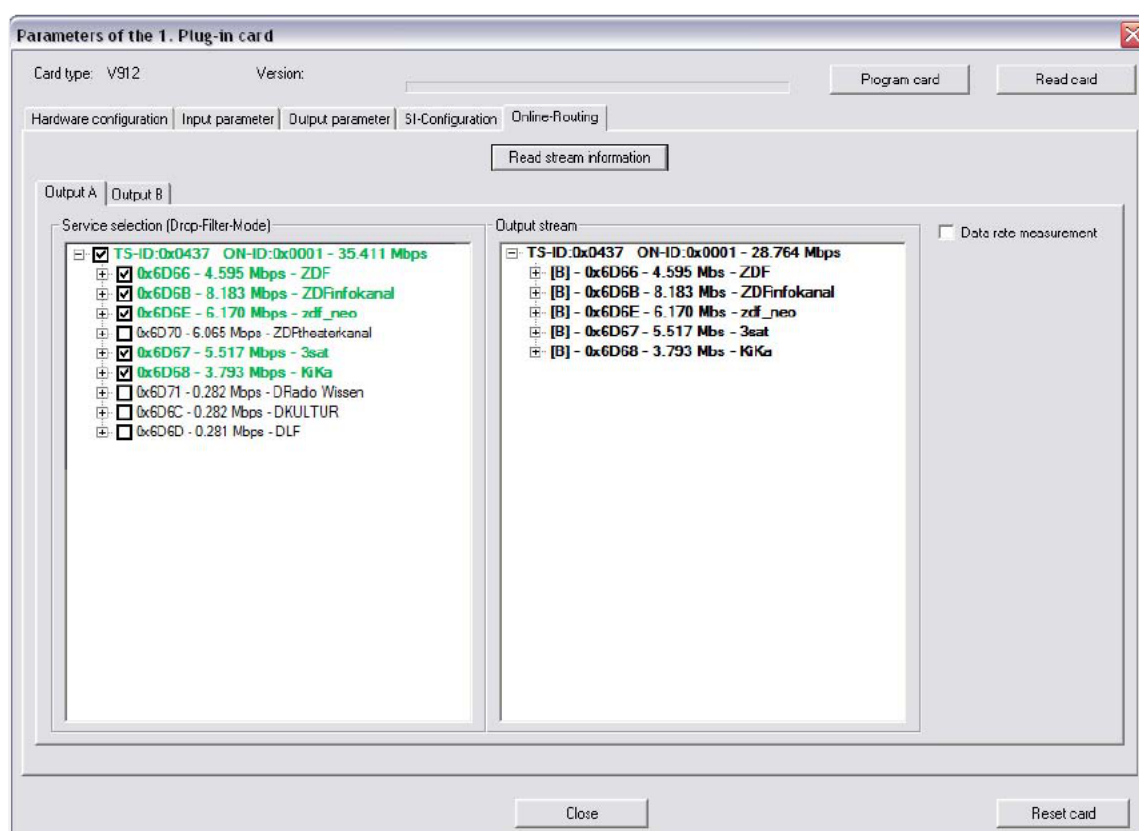 Parameters of the 1. Plug-in card
Card type: V912 Version: Program card Read card
Hardware configuration Input parameter Output parameter SI-Configuration Online-Routing
Read stream information
Output A Output B
Service selection (Drop-Filter-Mode)
TS-ID:0x0437 ON-ID:0x0001 - 35.411 Mbps
0x6D66 - 4.595 Mbps - ZDF
0x6D6B - 8.183 Mbps - ZDFinfokanal
0x6D6E - 6.170 Mbps - zdf_neo
0x6D70 - 6.065 Mbps - ZDFtheaterkanal
0x6D67 - 5.517 Mbps - 3sat
0x6D68 - 3.793 Mbps - KiKa
0x6D71 - 0.282 Mbps - DRadio Wissen
0x6D6C - 0.282 Mbps - DKULTUR
0x6D6D - 0.281 Mbps - DLF
Output stream
TS-ID:0x0437 ON-ID:0x0001 - 28.764 Mbps
[B] - 0x6D66 - 4.595 Mbs - ZDF
[B] - 0x6D6B - 8.183 Mbs - ZDFinfokanal
[B] - 0x6D6E - 6.170 Mbs - zdf_neo
[B] - 0x6D67 - 5.517 Mbs - 3sat
[B] - 0x6D68 - 3.793 Mbs - KiKa
Data rate measurement
Close Reset card